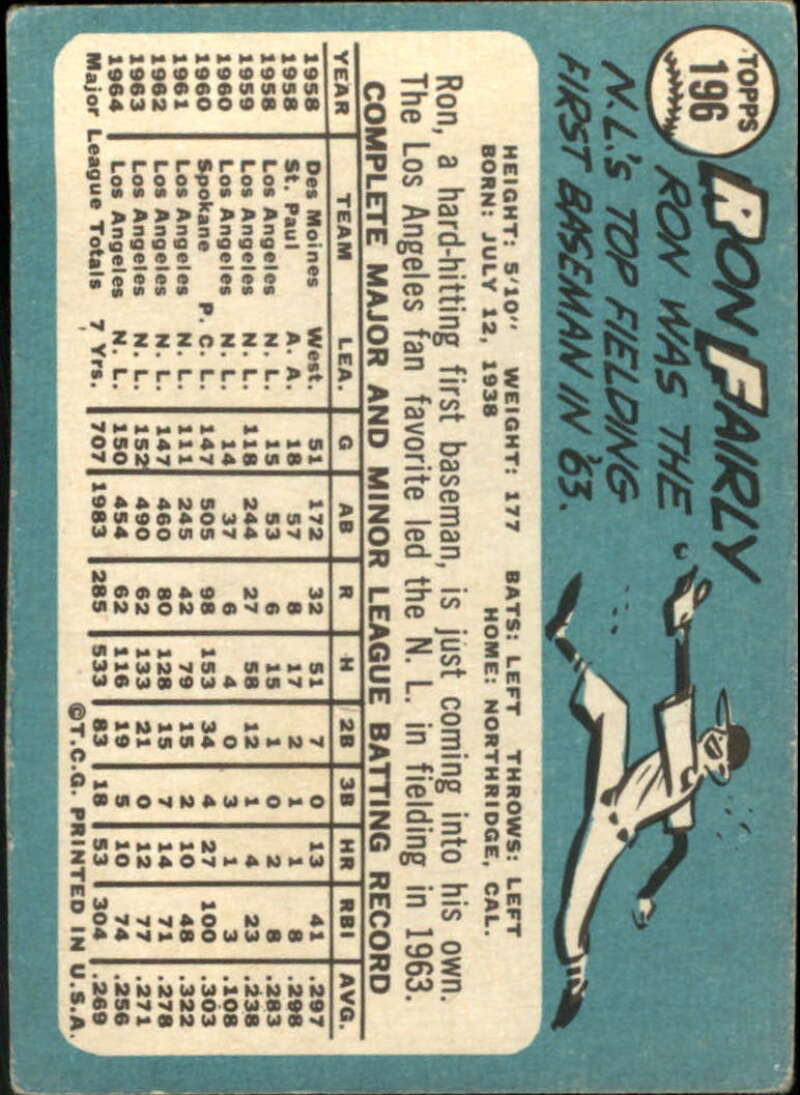 TOPPS
196
RON FAIRLY
RON WAS THE
N.L.'S TOP FIELDING
FIRST BASEMAN IN '63.
HEIGHT: 5'10" WEIGHT: 177 BATS: LEFT THROWS: LEFT
BORN: JULY 12, 1938 HOME: NORTHRIDGE, CAL.
Ron, a hard-hitting first baseman, is just coming into his own.
The Los Angeles fan favorite led the N. L. in fielding in 1963.
COMPLETE MAJOR AND MINOR LEAGUE BATTING RECORD
YEAR TEAM LEA. G AB R H 2B 3B HR RBI AVG.
1958 Des Moines West. 51 172 32 51 7 0 13 41 .297
1958 St. Paul A. A. 18 57 8 17 2 1 1 8 .298
1958 Los Angeles N. L. 15 53 6 15 1 0 2 8 .283
1959 Los Angeles N. L. 118 244 27 58 12 1 4 23 .238
1960 Los Angeles N. L. 14 37 6 4 0 3 1 3 .108
1960 Spokane P. C. L. 147 505 98 153 34 4 27 100 .303
1961 Los Angeles N. L. 111 245 42 79 15 2 10 48 .322
1962 Los Angeles N. L. 147 460 80 128 15 7 14 71 .278
1963 Los Angeles N. L. 152 490 62 133 21 0 12 77 .271
1964 Los Angeles N. L. 150 454 62 116 19 5 10 74 .256
Major League Totals 7 Yrs. 707 1983 285 533 83 18 53 304 .269
©T.C.G. PRINTED IN U.S.A.